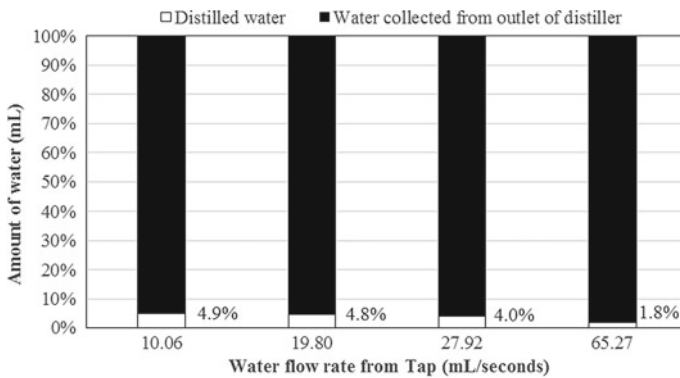 Distilled water Water collected from outlet of distiller
100%
90%
80%
70%
60%
50%
40%
30%
20%
10%
0%
Amount of water (mL)
4.9% 4.8% 4.0% 1.8%
10.06 19.80 27.92 65.27
Water flow rate from Tap (mL/seconds)